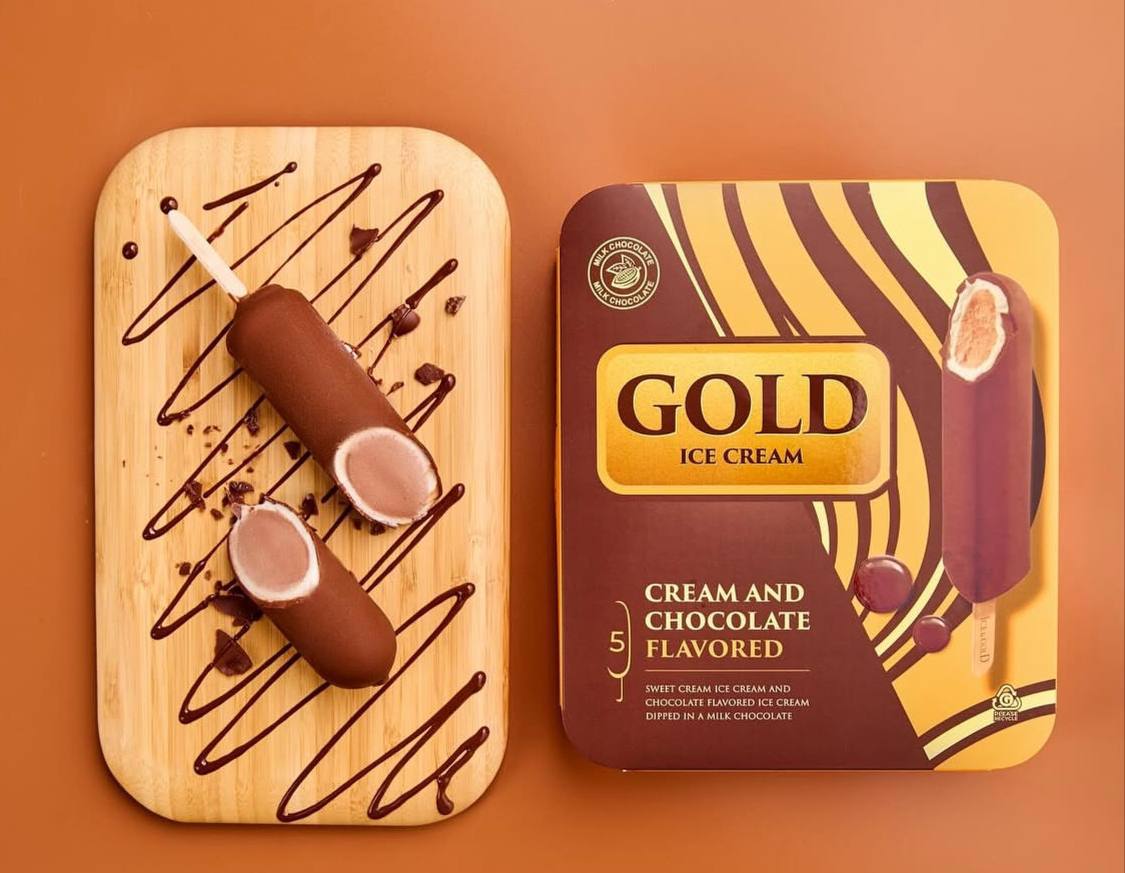 MILK CHOCOLATE
MILK CHOCOLATE
GOLD
ICE CREAM
CREAM AND
CHOCOLATE
5
FLAVORED
SWEET CREAM ICE CREAM AND
CHOCOLATE FLAVORED ICE CREAM
DIPPED IN A MILK CHOCOLATE
G
PLEASE
RECYCLE